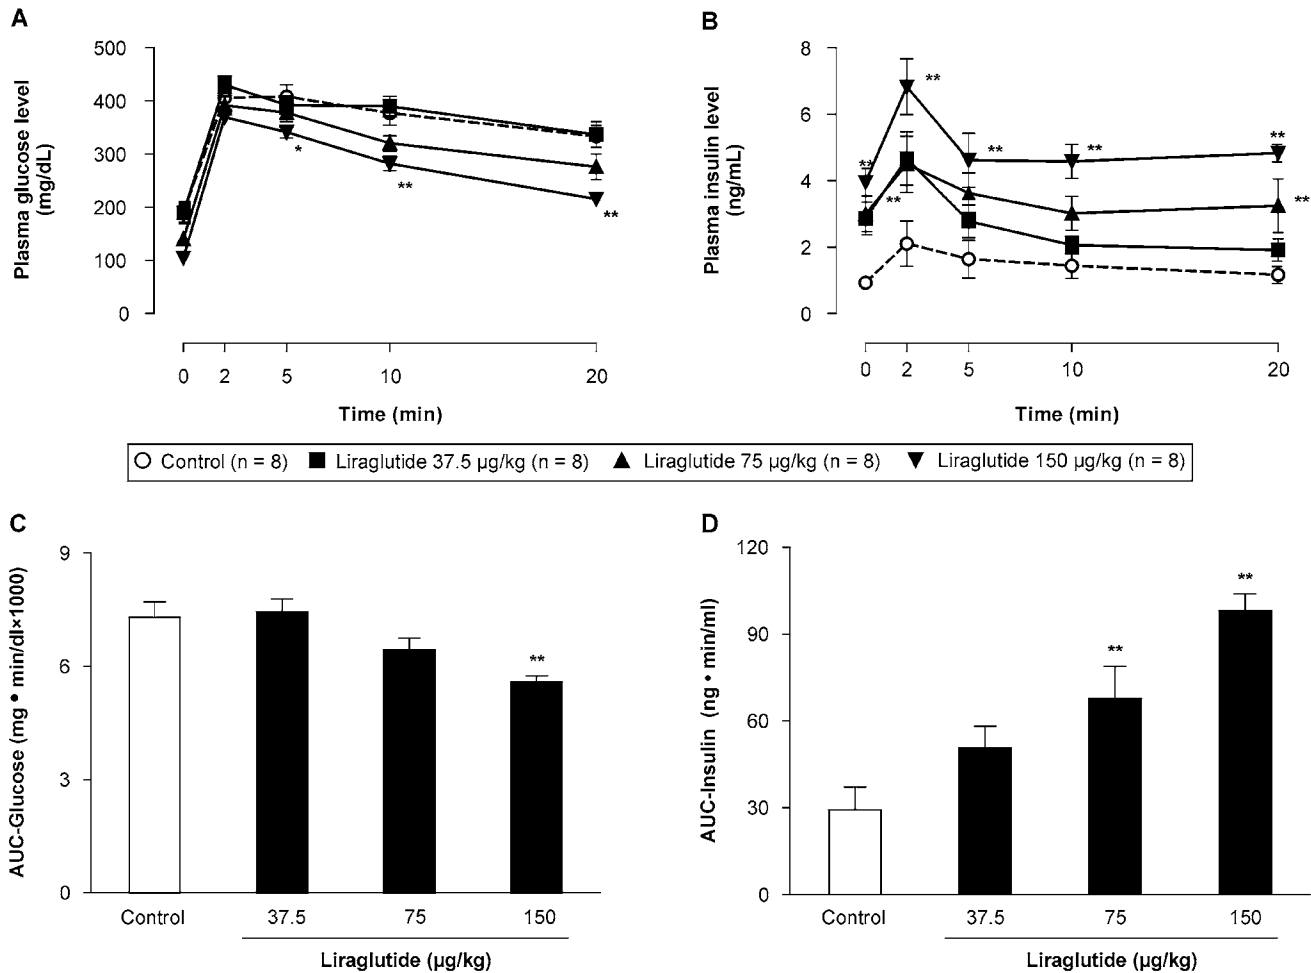 A
500
400
300
200
100
0
Plasma glucose level
(mg/dL)
*
**
**
0 2 5 10 20
Time (min)
B
8
6
4
2
0
Plasma insulin level
(ng/mL)
**
**
**
**
**
**
**
0 2 5 10 20
Time (min)
Control (n = 8) Liraglutide 37.5 µg/kg (n = 8) Liraglutide 75 µg/kg (n = 8) Liraglutide 150 µg/kg (n = 8)
C
9
6
3
0
AUC-Glucose (mg • min/dl×1000)
**
Control 37.5 75 150
Liraglutide (µg/kg)
D
120
90
60
30
0
AUC-Insulin (ng • min/ml)
**
**
Control 37.5 75 150
Liraglutide (µg/kg)